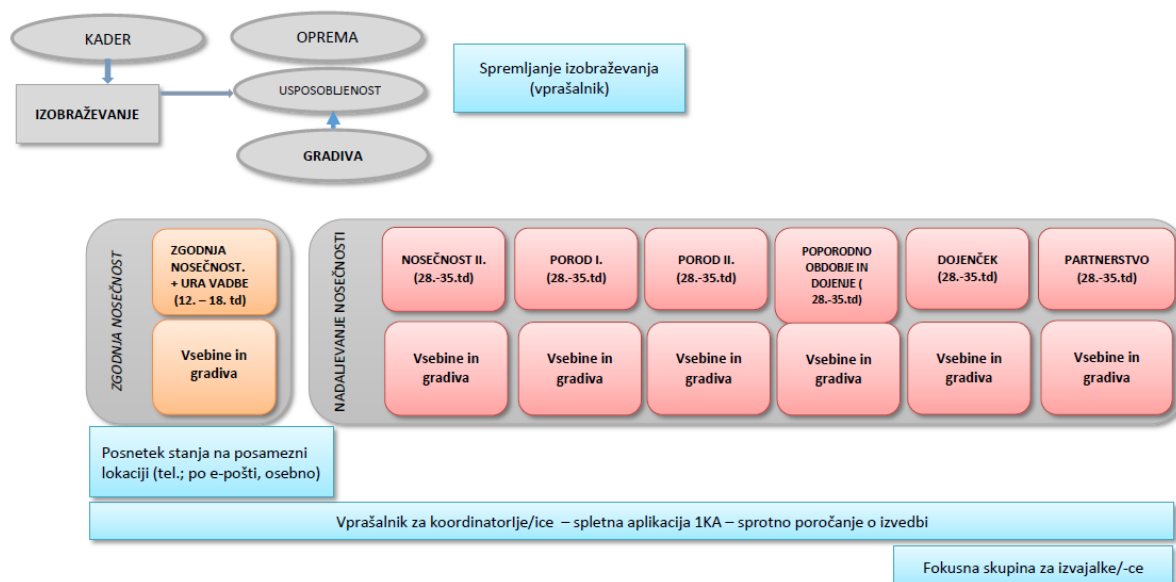 KADER
OPREMA
IZOBRAŽEVANJE
USPOSOBLJENOST
GRADIVA
Spremljanje izobraževanja
(vprašalnik)
ZGODNJA NOSEČNOST
ZGODNJA
NOSEČNOST.
+ URA VADBE
(12. – 18. td)
Vsebine in
gradiva
NADALJEVANJE NOSEČNOSTI
NOSEČNOST II.
(28.-35.td)
Vsebine in
gradiva
POROD I.
(28.-35.td)
Vsebine in
gradiva
POROD II.
(28.-35.td)
Vsebine in
gradiva
POPORODNO
OBDOBJE IN
DOJENJE (
28.-35.td)
Vsebine in
gradiva
DOJENČEK
(28.-35.td)
Vsebine in
gradiva
PARTNERSTVO
(28.-35.td)
Vsebine in
gradiva
Posnetek stanja na posamezni
lokaciji (tel.; po e-pošti, osebno)
Vprašalnik za koordinatorIje/ice – spletna aplikacija 1KA – sprotno poročanje o izvedbi
Fokusna skupina za izvajalke/-ce